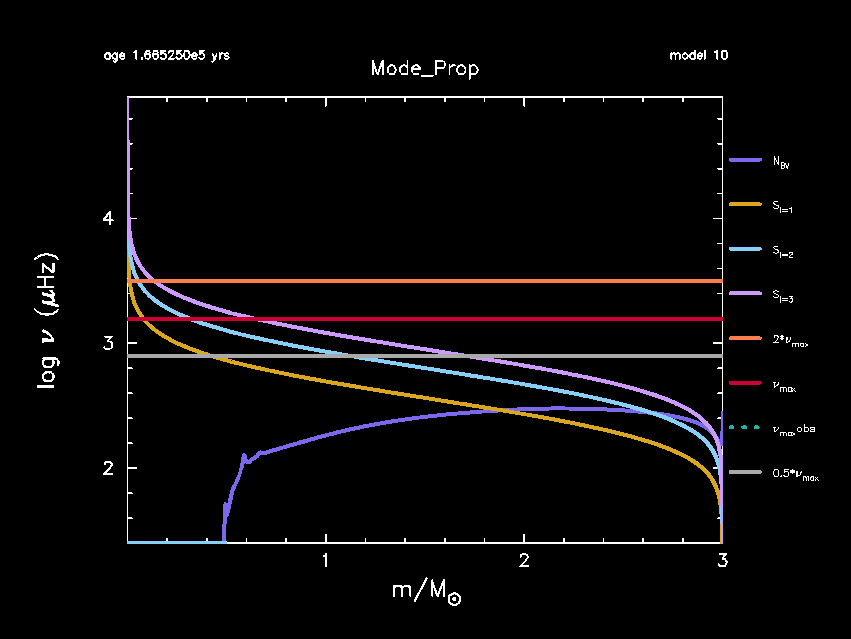 age 1.665250e5 yrs
model 10
Mode_Prop
log ν (μHz)
4
3
2
1 2 3
m/M☉
N_BV
S_l=1
S_l=2
S_l=3
2*ν_max
ν_max
ν_max obs
0.5*ν_max